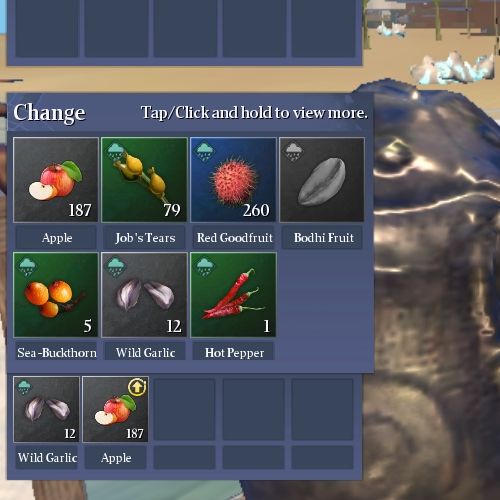 Change
Tap/Click and hold to view more.
187
79
260
Apple
Job's Tears
Red Goodfruit
Bodhi Fruit
5
12
1
Sea-Buckthorn
Wild Garlic
Hot Pepper
12
187
Wild Garlic
Apple